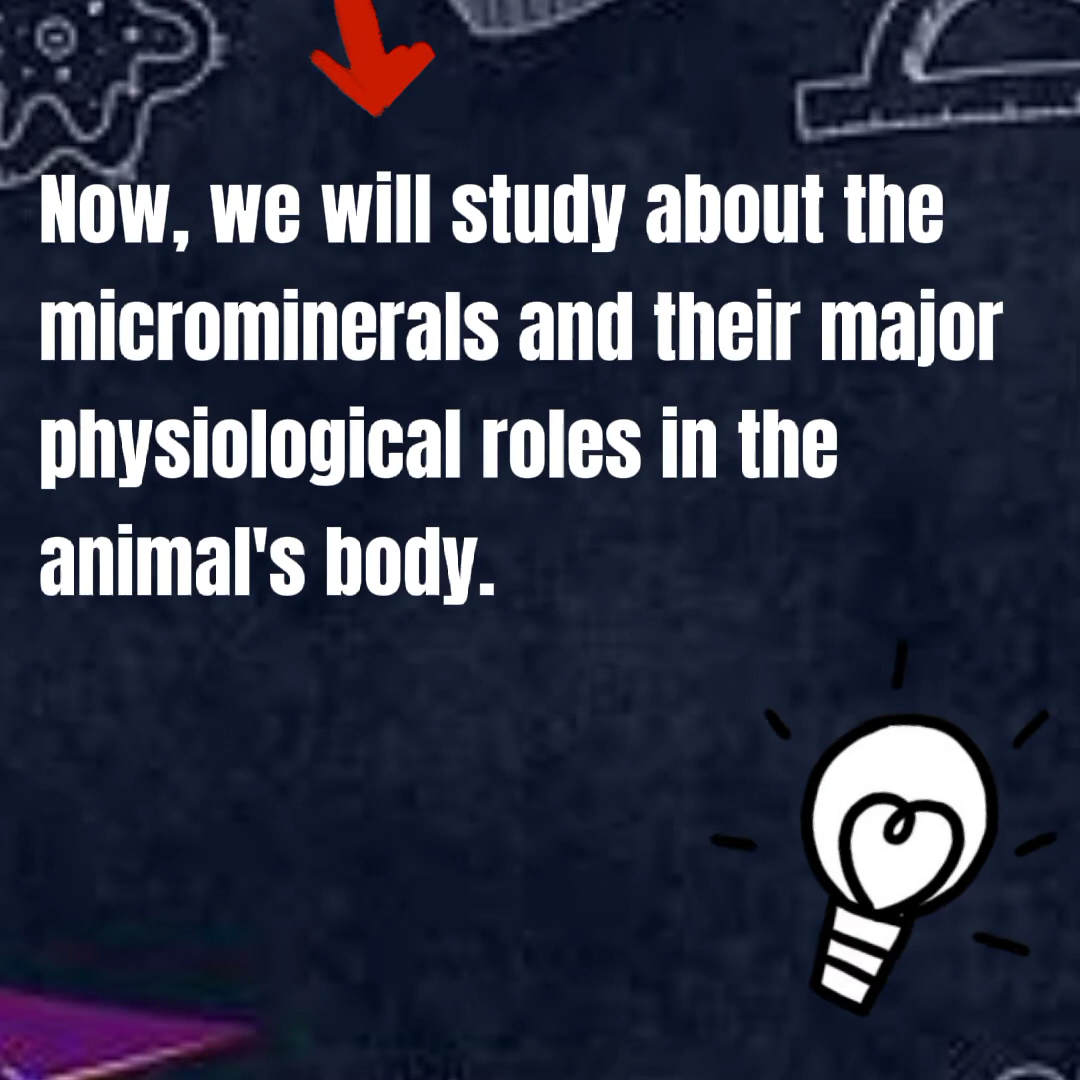 Now, we will study about the
microminerals and their major
physiological roles in the
animal's body.